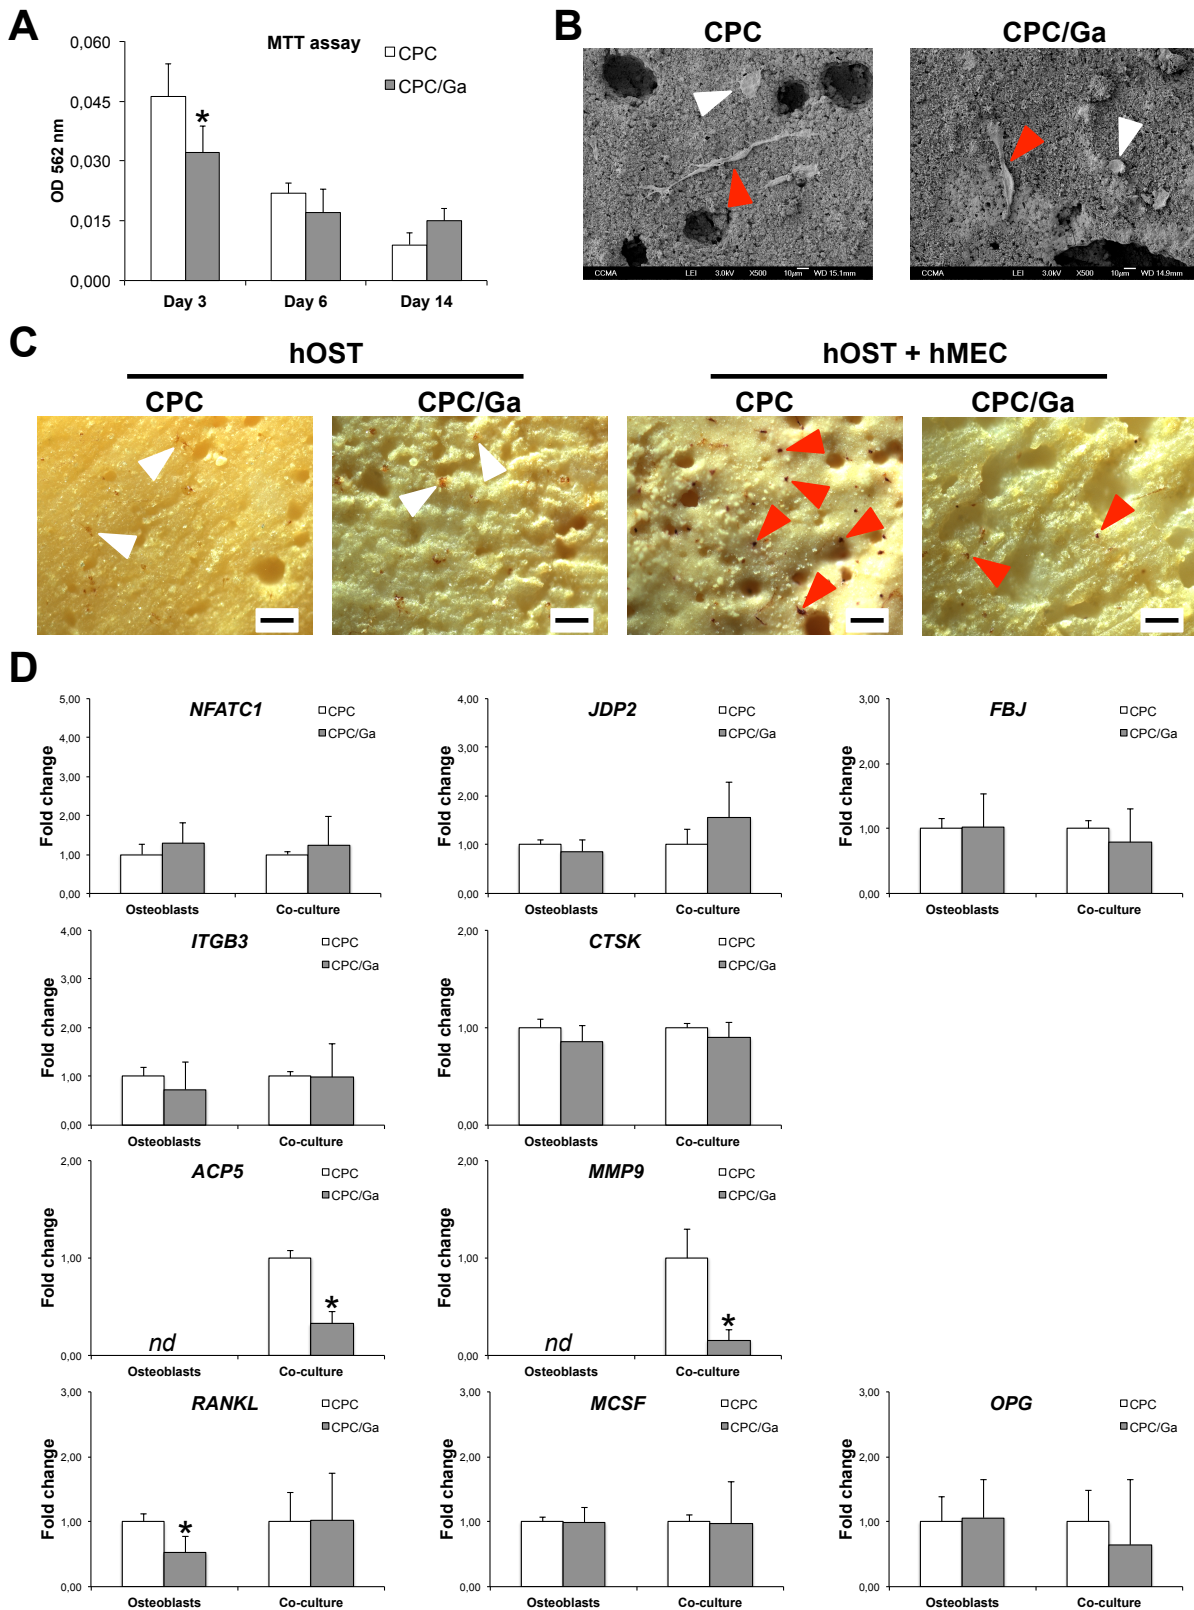 A
MTT assay
CPC
CPC/Ga
OD 562 nm
0,060
0,045
0,030
0,015
0,000
*
Day 3
Day 6
Day 14
B
CPC
CPC/Ga
CCMA LEI 3.0kV X500 10µm WD 15.1mm
CCMA LEI 3.0kV X500 10µm WD 14.9mm
C
hOST
hOST + hMEC
CPC
CPC/Ga
CPC
CPC/Ga
D
NFATC1
CPC
CPC/Ga
Fold change
5,00
4,00
3,00
2,00
1,00
0,00
Osteoblasts
Co-culture
JDP2
CPC
CPC/Ga
Fold change
4,00
3,00
2,00
1,00
0,00
Osteoblasts
Co-culture
FBJ
CPC
CPC/Ga
Fold change
3,00
2,00
1,00
0,00
Osteoblasts
Co-culture
ITGB3
CPC
CPC/Ga
Fold change
4,00
3,00
2,00
1,00
0,00
Osteoblasts
Co-culture
CTSK
CPC
CPC/Ga
Fold change
2,00
1,00
0,00
Osteoblasts
Co-culture
ACP5
CPC
CPC/Ga
Fold change
2,00
1,00
0,00
nd
*
Osteoblasts
Co-culture
MMP9
CPC
CPC/Ga
Fold change
2,00
1,00
0,00
nd
*
Osteoblasts
Co-culture
RANKL
CPC
CPC/Ga
Fold change
3,00
2,00
1,00
0,00
*
Osteoblasts
Co-culture
MCSF
CPC
CPC/Ga
Fold change
3,00
2,00
1,00
0,00
Osteoblasts
Co-culture
OPG
CPC
CPC/Ga
Fold change
3,00
2,00
1,00
0,00
Osteoblasts
Co-culture